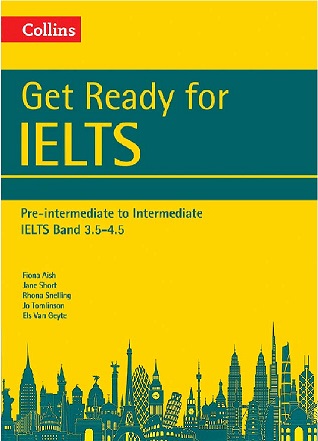 Collins
Get Ready for
IELTS
Pre-intermediate to Intermediate
IELTS Band 3.5–4.5
Fiona Aish
Jane Short
Rhona Snelling
Jo Tomlinson
Els Van Geyte